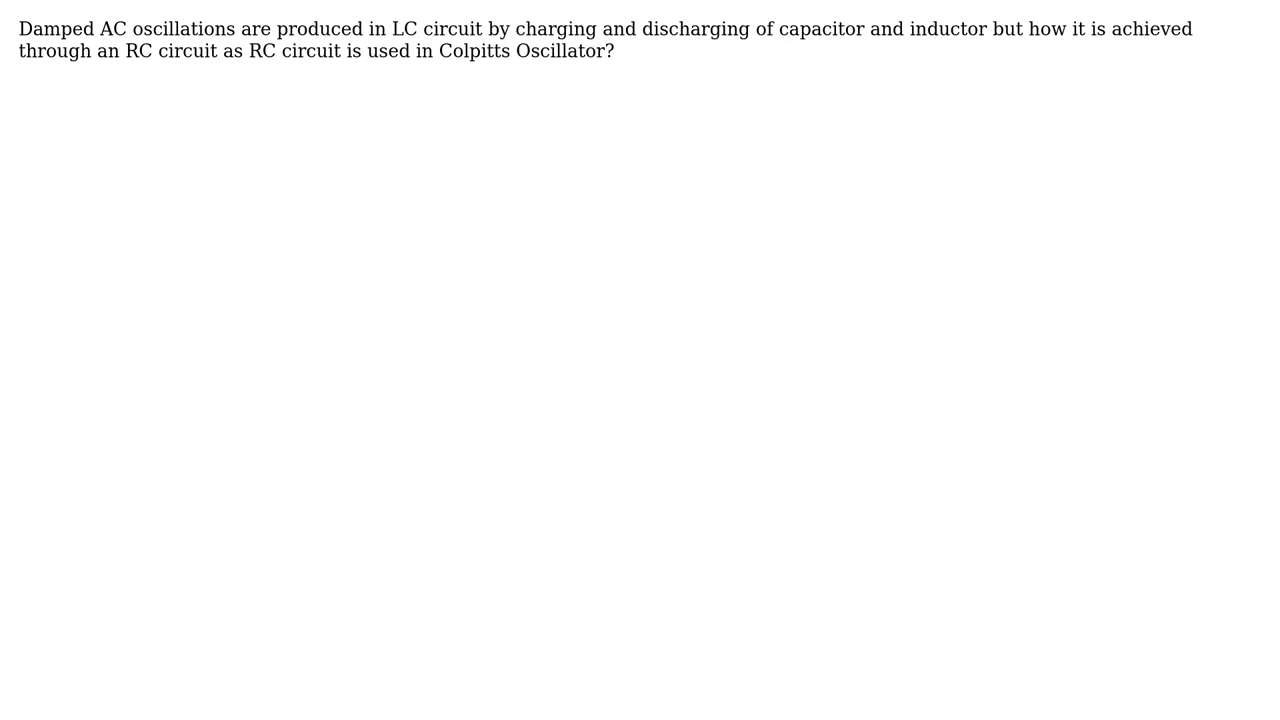 Damped AC oscillations are produced in LC circuit by charging and discharging of capacitor and inductor but how it is achieved
through an RC circuit as RC circuit is used in Colpitts Oscillator?